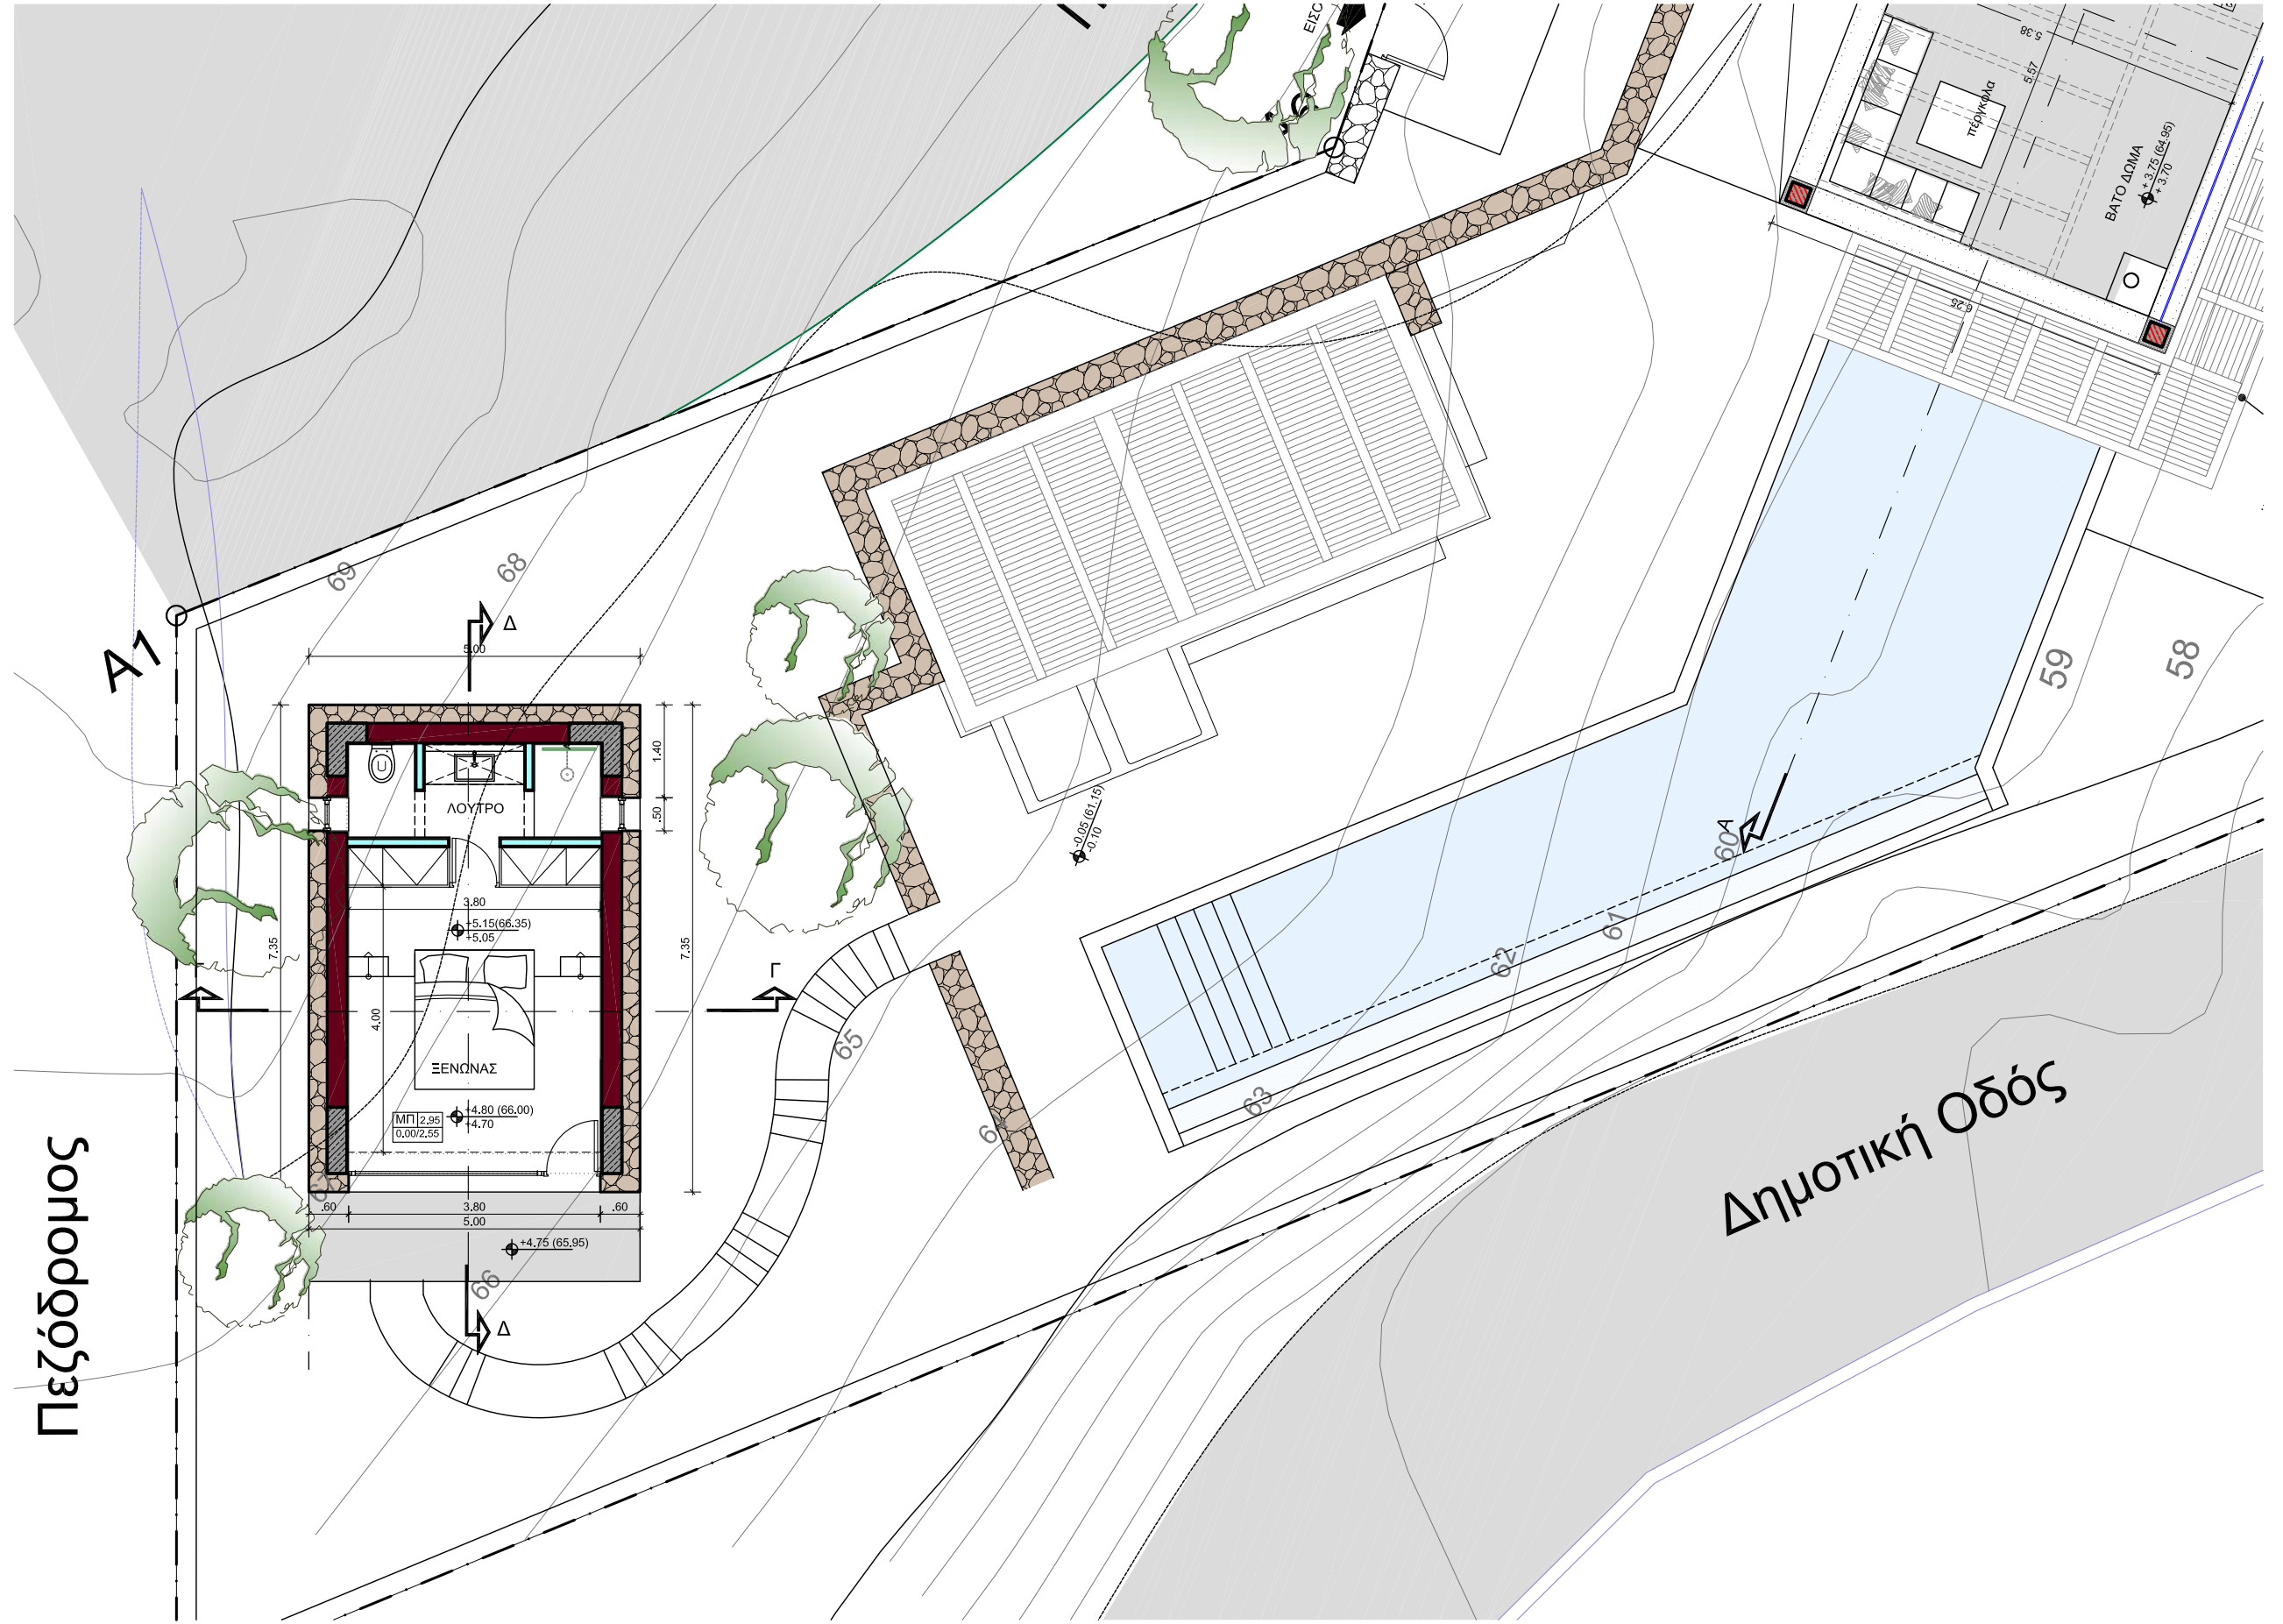 ΕΙΣΟ
5.38
5.57
πέργκολα
ΒΑΤΟ ΔΩΜΑ
+ 3.75 (64.95)
+ 3.70
6.25
69
68
A1
Δ
5.00
59
58
1.40
.50
ΛΟΥΤΡΟ
-0.05 (61.15)
-0.10
A
60
3.80
+5.15(66.35)
+5.05
61
7.35
7.35
62
Γ
Γ
4.00
65
ΞΕΝΩΝΑΣ
63
64
+4.80 (66.00)
+4.70
ΜΠ 2,95
0,00/2,55
Δημοτική Οδός
Πεζόδρομος
67
.60
3.80
.60
5.00
+4.75 (65,95)
66
Δ